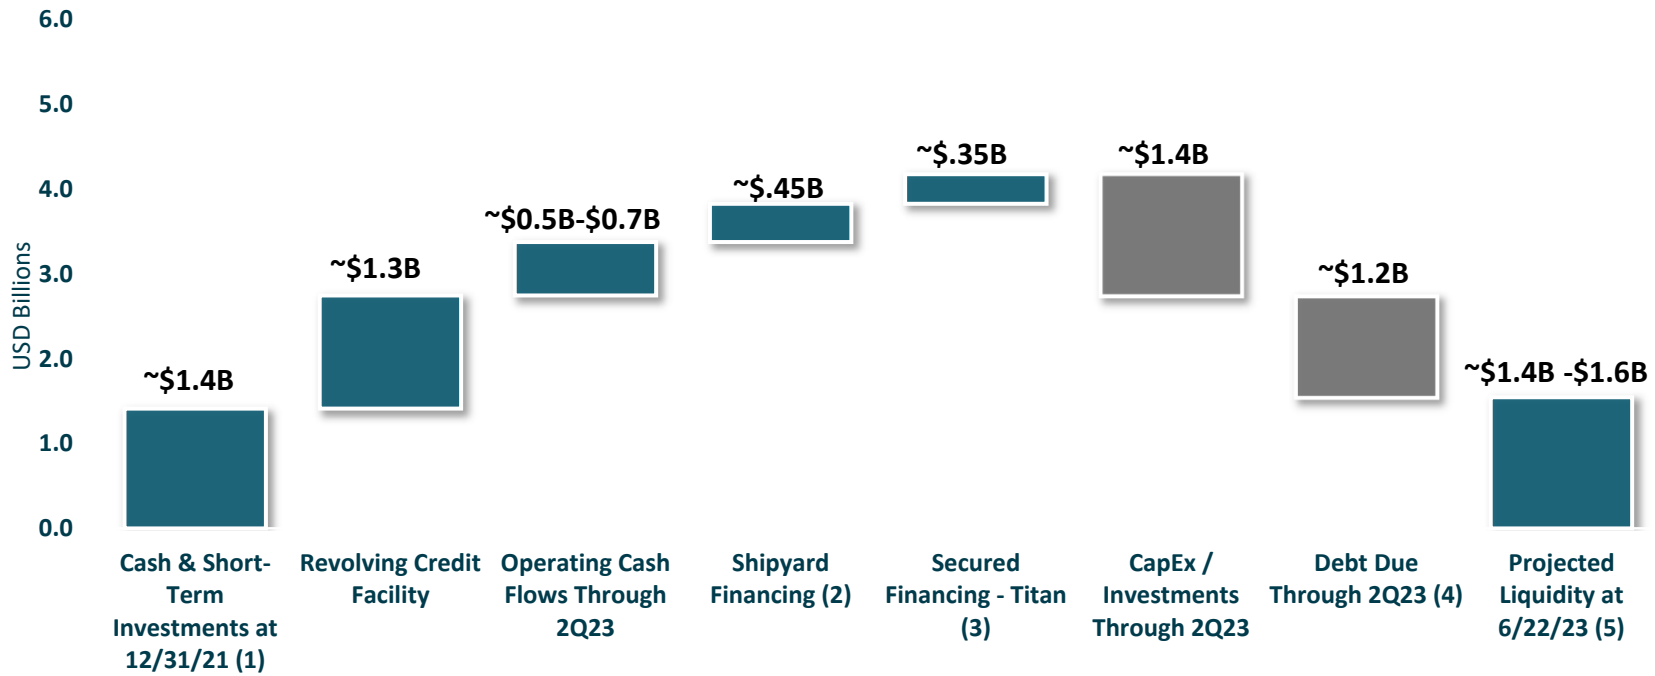 6.0
5.0
4.0
3.0
2.0
1.0
0.0
USD Billions
~$1.4B
~$1.3B
~$0.5B-$0.7B
~$.45B
~$.35B
~$1.4B
~$1.2B
~$1.4B -$1.6B
Cash & Short-
Term
Investments at
12/31/21 (1)
Revolving Credit
Facility
Operating Cash
Flows Through
2Q23
Shipyard
Financing (2)
Secured
Financing - Titan
(3)
CapEx /
Investments
Through 2Q23
Debt Due
Through 2Q23 (4)
Projected
Liquidity at
6/22/23 (5)